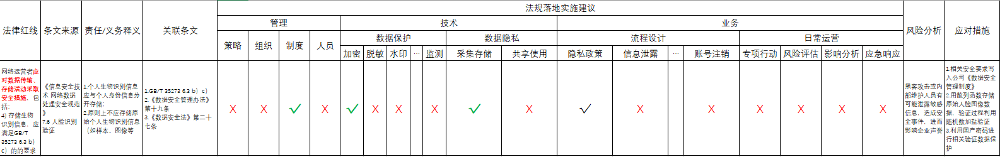 法规落地实施建议
法律红线 条文来源 责任/义务释义 关联条文 管理 技术 业务 风险分析 应对措施
数据保护 数据隐私 流程设计 日常运营
策略 组织 制度 人员 加密 脱敏 水印 … 监测 采集存储 共享使用 隐私政策 信息泄露 … 账号注销 专项行动 风险评估 影响分析 应急响应
网络运营者应
对数据传输、
存储活动采取
安全措施，包
括：
4) 存储生物
识别信息，应
满足GB/T
35273 6.3 b）
c）的的要求
《信息安全技
术 网络数据
处理安全规范
》
7.6 人脸识别
验证
1.个人生物识别信息
应与个人身份信息分
开存储；
2.原则上不应存储原
始个人生物识别信息
（如样本、图像等
1.GB/T 35273 6.3 b）c）
2.《数据安全管理办法》
第十九条
3.《数据安全法》第二十
七条
X X √ X √ X X X √ X √ X X X X X X
黑客攻击或内
部维护人员有
可能泄露敏感
信息，造成安
全事件，进而
影响企业声誉
1.相关安全要求写
入公司《数据安全
管理制度》
2.用散列函数存储
原始人脸图像数
据，验证过程利用
随机数加盐验证
3.利用国产密码进
行相关验证数据保
护